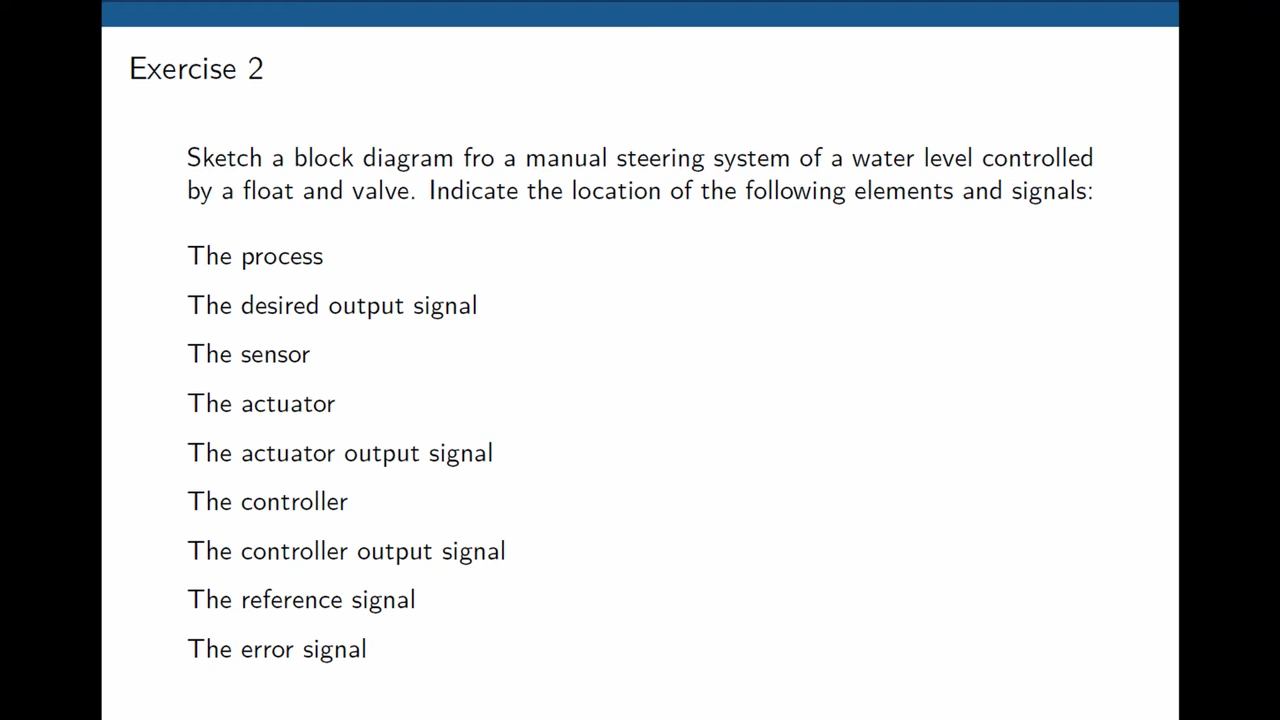 Exercise 2
Sketch a block diagram fro a manual steering system of a water level controlled
by a float and valve. Indicate the location of the following elements and signals:
The process
The desired output signal
The sensor
The actuator
The actuator output signal
The controller
The controller output signal
The reference signal
The error signal